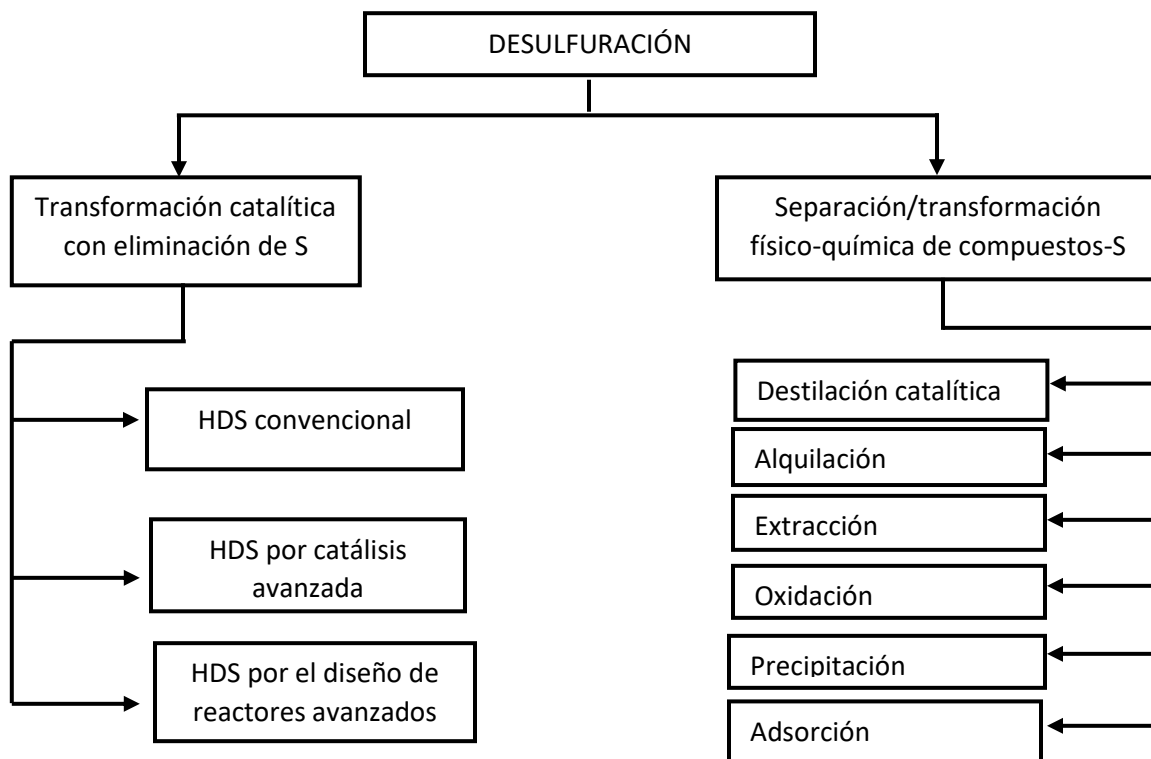 DESULFURACIÓN
Transformación catalítica
con eliminación de S
Separación/transformación
físico-química de compuestos-S
HDS convencional
HDS por catálisis
avanzada
HDS por el diseño de
reactores avanzados
Destilación catalítica
Alquilación
Extracción
Oxidación
Precipitación
Adsorción